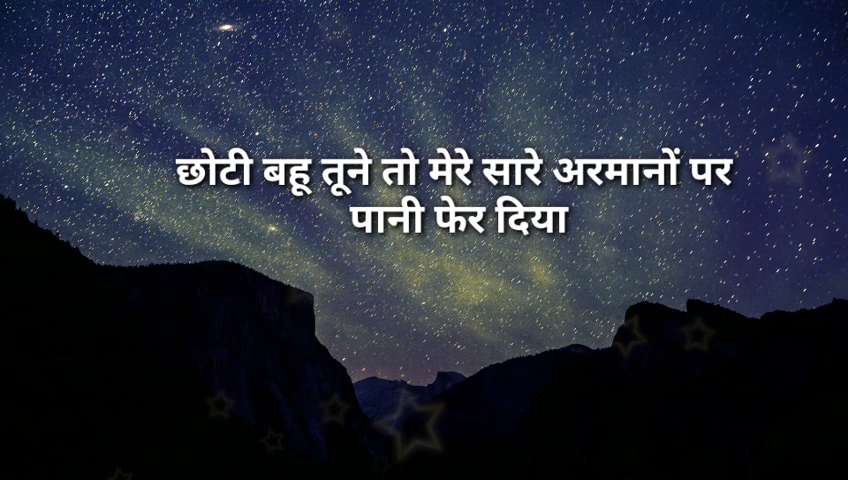 छोटी बहू तूने तो मेरे सारे अरमानों पर
पानी फेर दिया